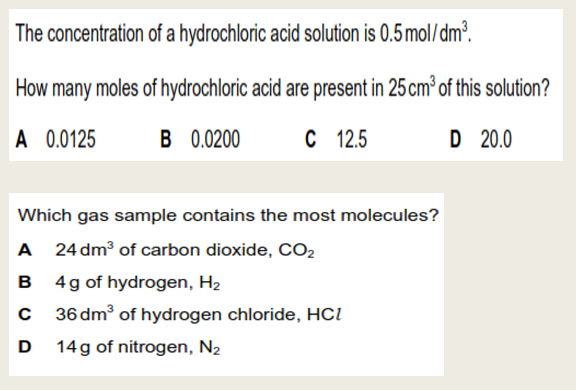 The concentration of a hydrochloric acid solution is 0.5 mol/dm³.
How many moles of hydrochloric acid are present in 25 cm³ of this solution?
A 0.0125 B 0.0200 C 12.5 D 20.0
Which gas sample contains the most molecules?
A 24 dm³ of carbon dioxide, CO₂
B 4 g of hydrogen, H₂
C 36 dm³ of hydrogen chloride, HCl
D 14 g of nitrogen, N₂